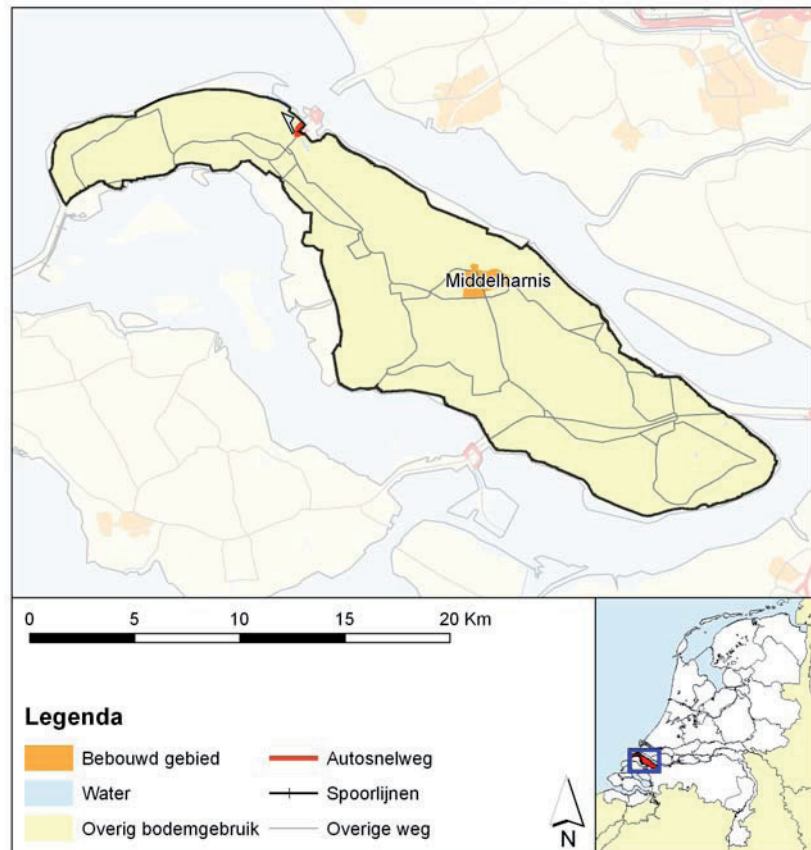 Middelharnis
0 5 10 15 20 Km
Legenda
Bebouwd gebied
Autosnelweg
Water
Spoorlijnen
Overig bodemgebruik
Overige weg
N